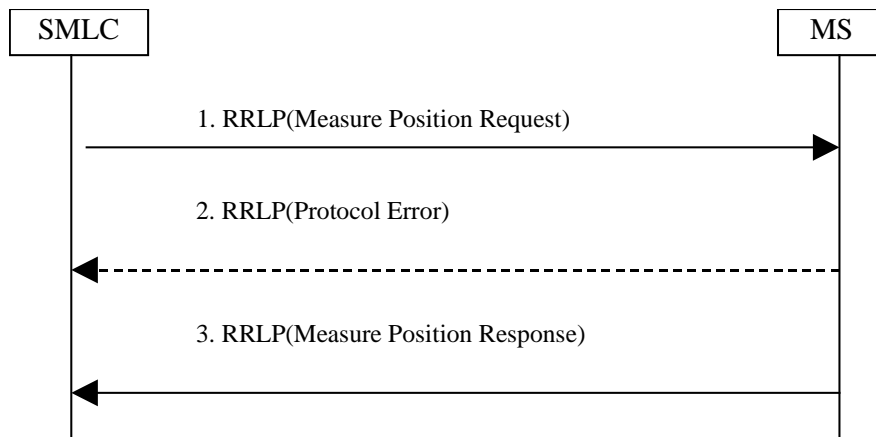 SMLC
MS
1. RRLP(Measure Position Request)
2. RRLP(Protocol Error)
3. RRLP(Measure Position Response)